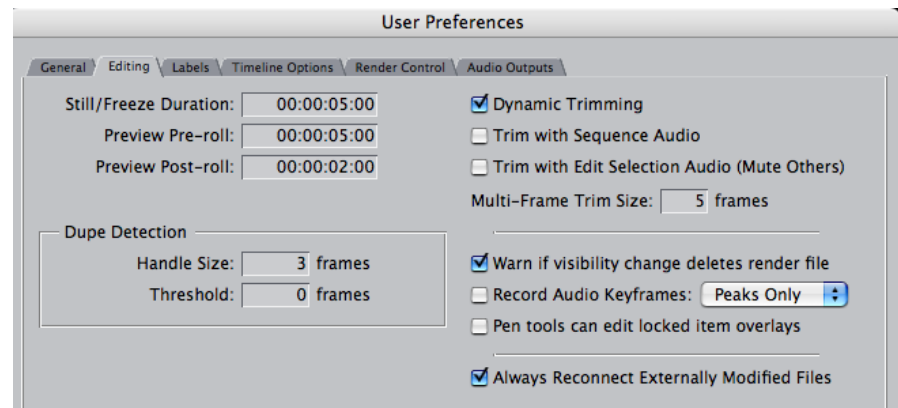 User Preferences
General Editing Labels Timeline Options Render Control Audio Outputs
Still/Freeze Duration: 00:00:05:00
Preview Pre-roll: 00:00:05:00
Preview Post-roll: 00:00:02:00
Dupe Detection
Handle Size: 3 frames
Threshold: 0 frames
Dynamic Trimming
Trim with Sequence Audio
Trim with Edit Selection Audio (Mute Others)
Multi-Frame Trim Size: 5 frames
Warn if visibility change deletes render file
Record Audio Keyframes: Peaks Only
Pen tools can edit locked item overlays
Always Reconnect Externally Modified Files